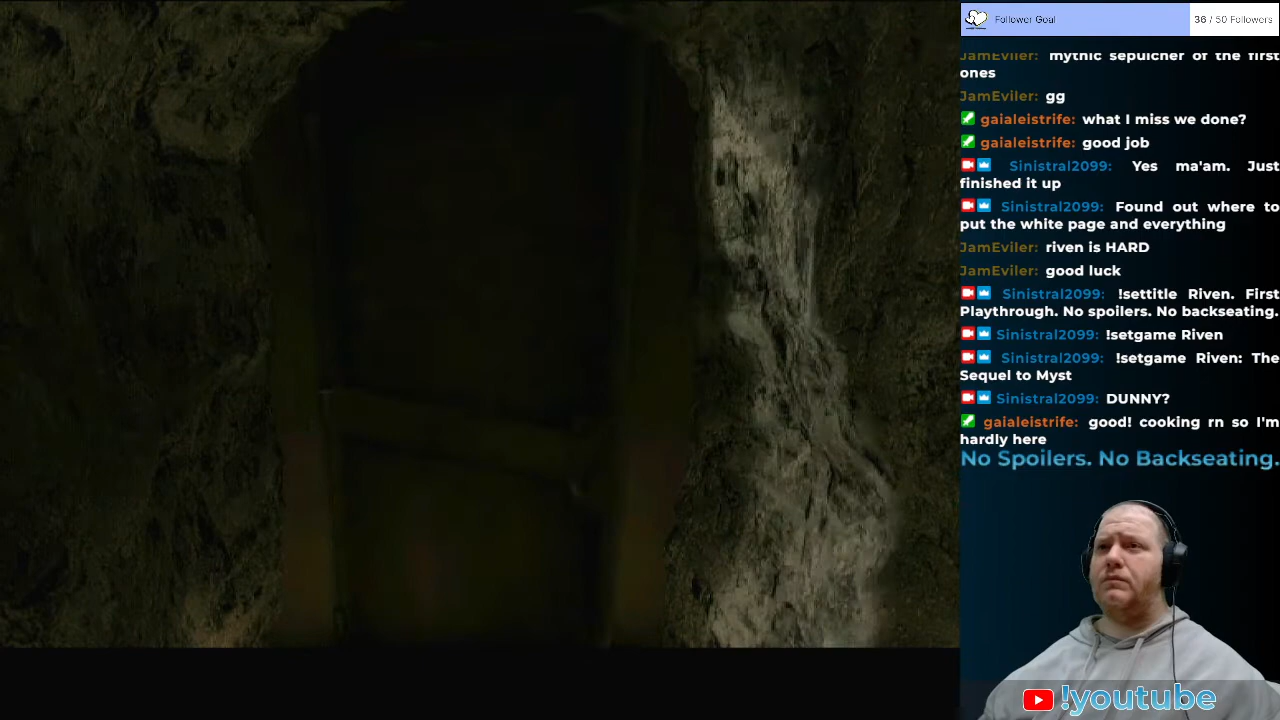 Follower Goal
36 / 50 Followers
JamEviler: mythic sepulcher of the first
ones
JamEviler: gg
gaialeistrife: what I miss we done?
gaialeistrife: good job
Sinistral2099: Yes ma'am. Just
finished it up
Sinistral2099: Found out where to
put the white page and everything
JamEviler: riven is HARD
JamEviler: good luck
Sinistral2099: !settitle Riven. First
Playthrough. No spoilers. No backseating.
Sinistral2099: !setgame Riven
Sinistral2099: !setgame Riven: The
Sequel to Myst
Sinistral2099: DUNNY?
gaialeistrife: good! cooking rn so I'm
hardly here
No Spoilers. No Backseating.
!youtube